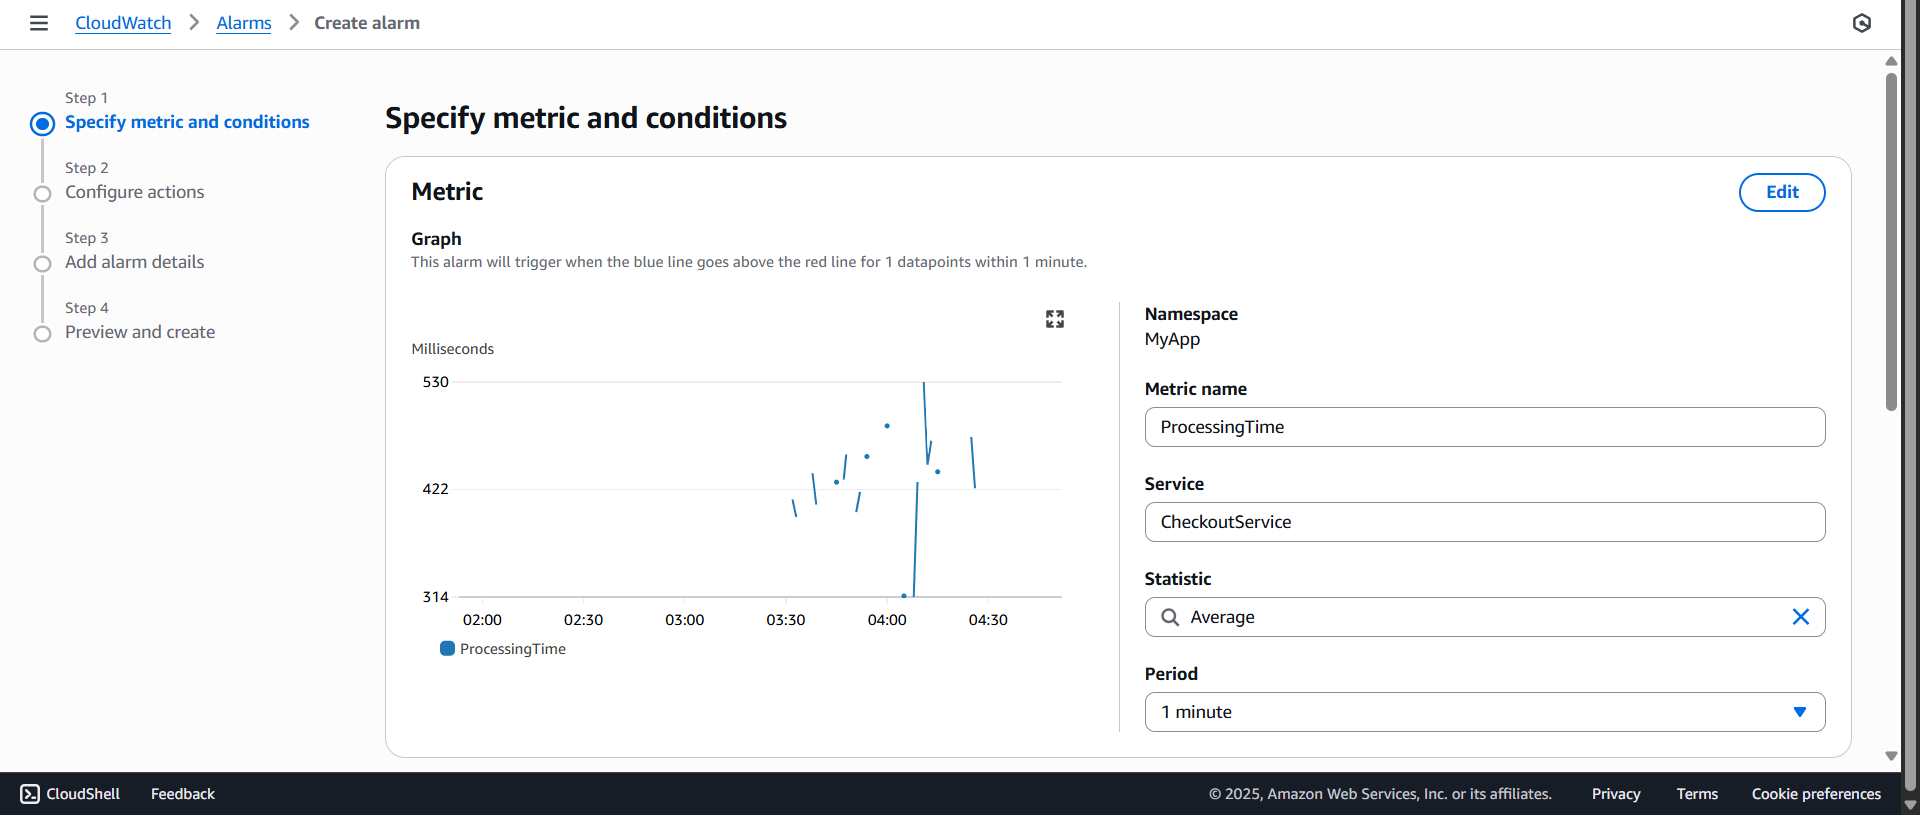 CloudWatch > Alarms > Create alarm
Step 1
Specify metric and conditions
Step 2
Configure actions
Step 3
Add alarm details
Step 4
Preview and create
Specify metric and conditions
Metric
Edit
Graph
This alarm will trigger when the blue line goes above the red line for 1 datapoints within 1 minute.
Milliseconds
530
422
314
02:00 02:30 03:00 03:30 04:00 04:30
ProcessingTime
Namespace
MyApp
Metric name
ProcessingTime
Service
CheckoutService
Statistic
Average
Period
1 minute
CloudShell Feedback © 2025, Amazon Web Services, Inc. or its affiliates. Privacy Terms Cookie preferences